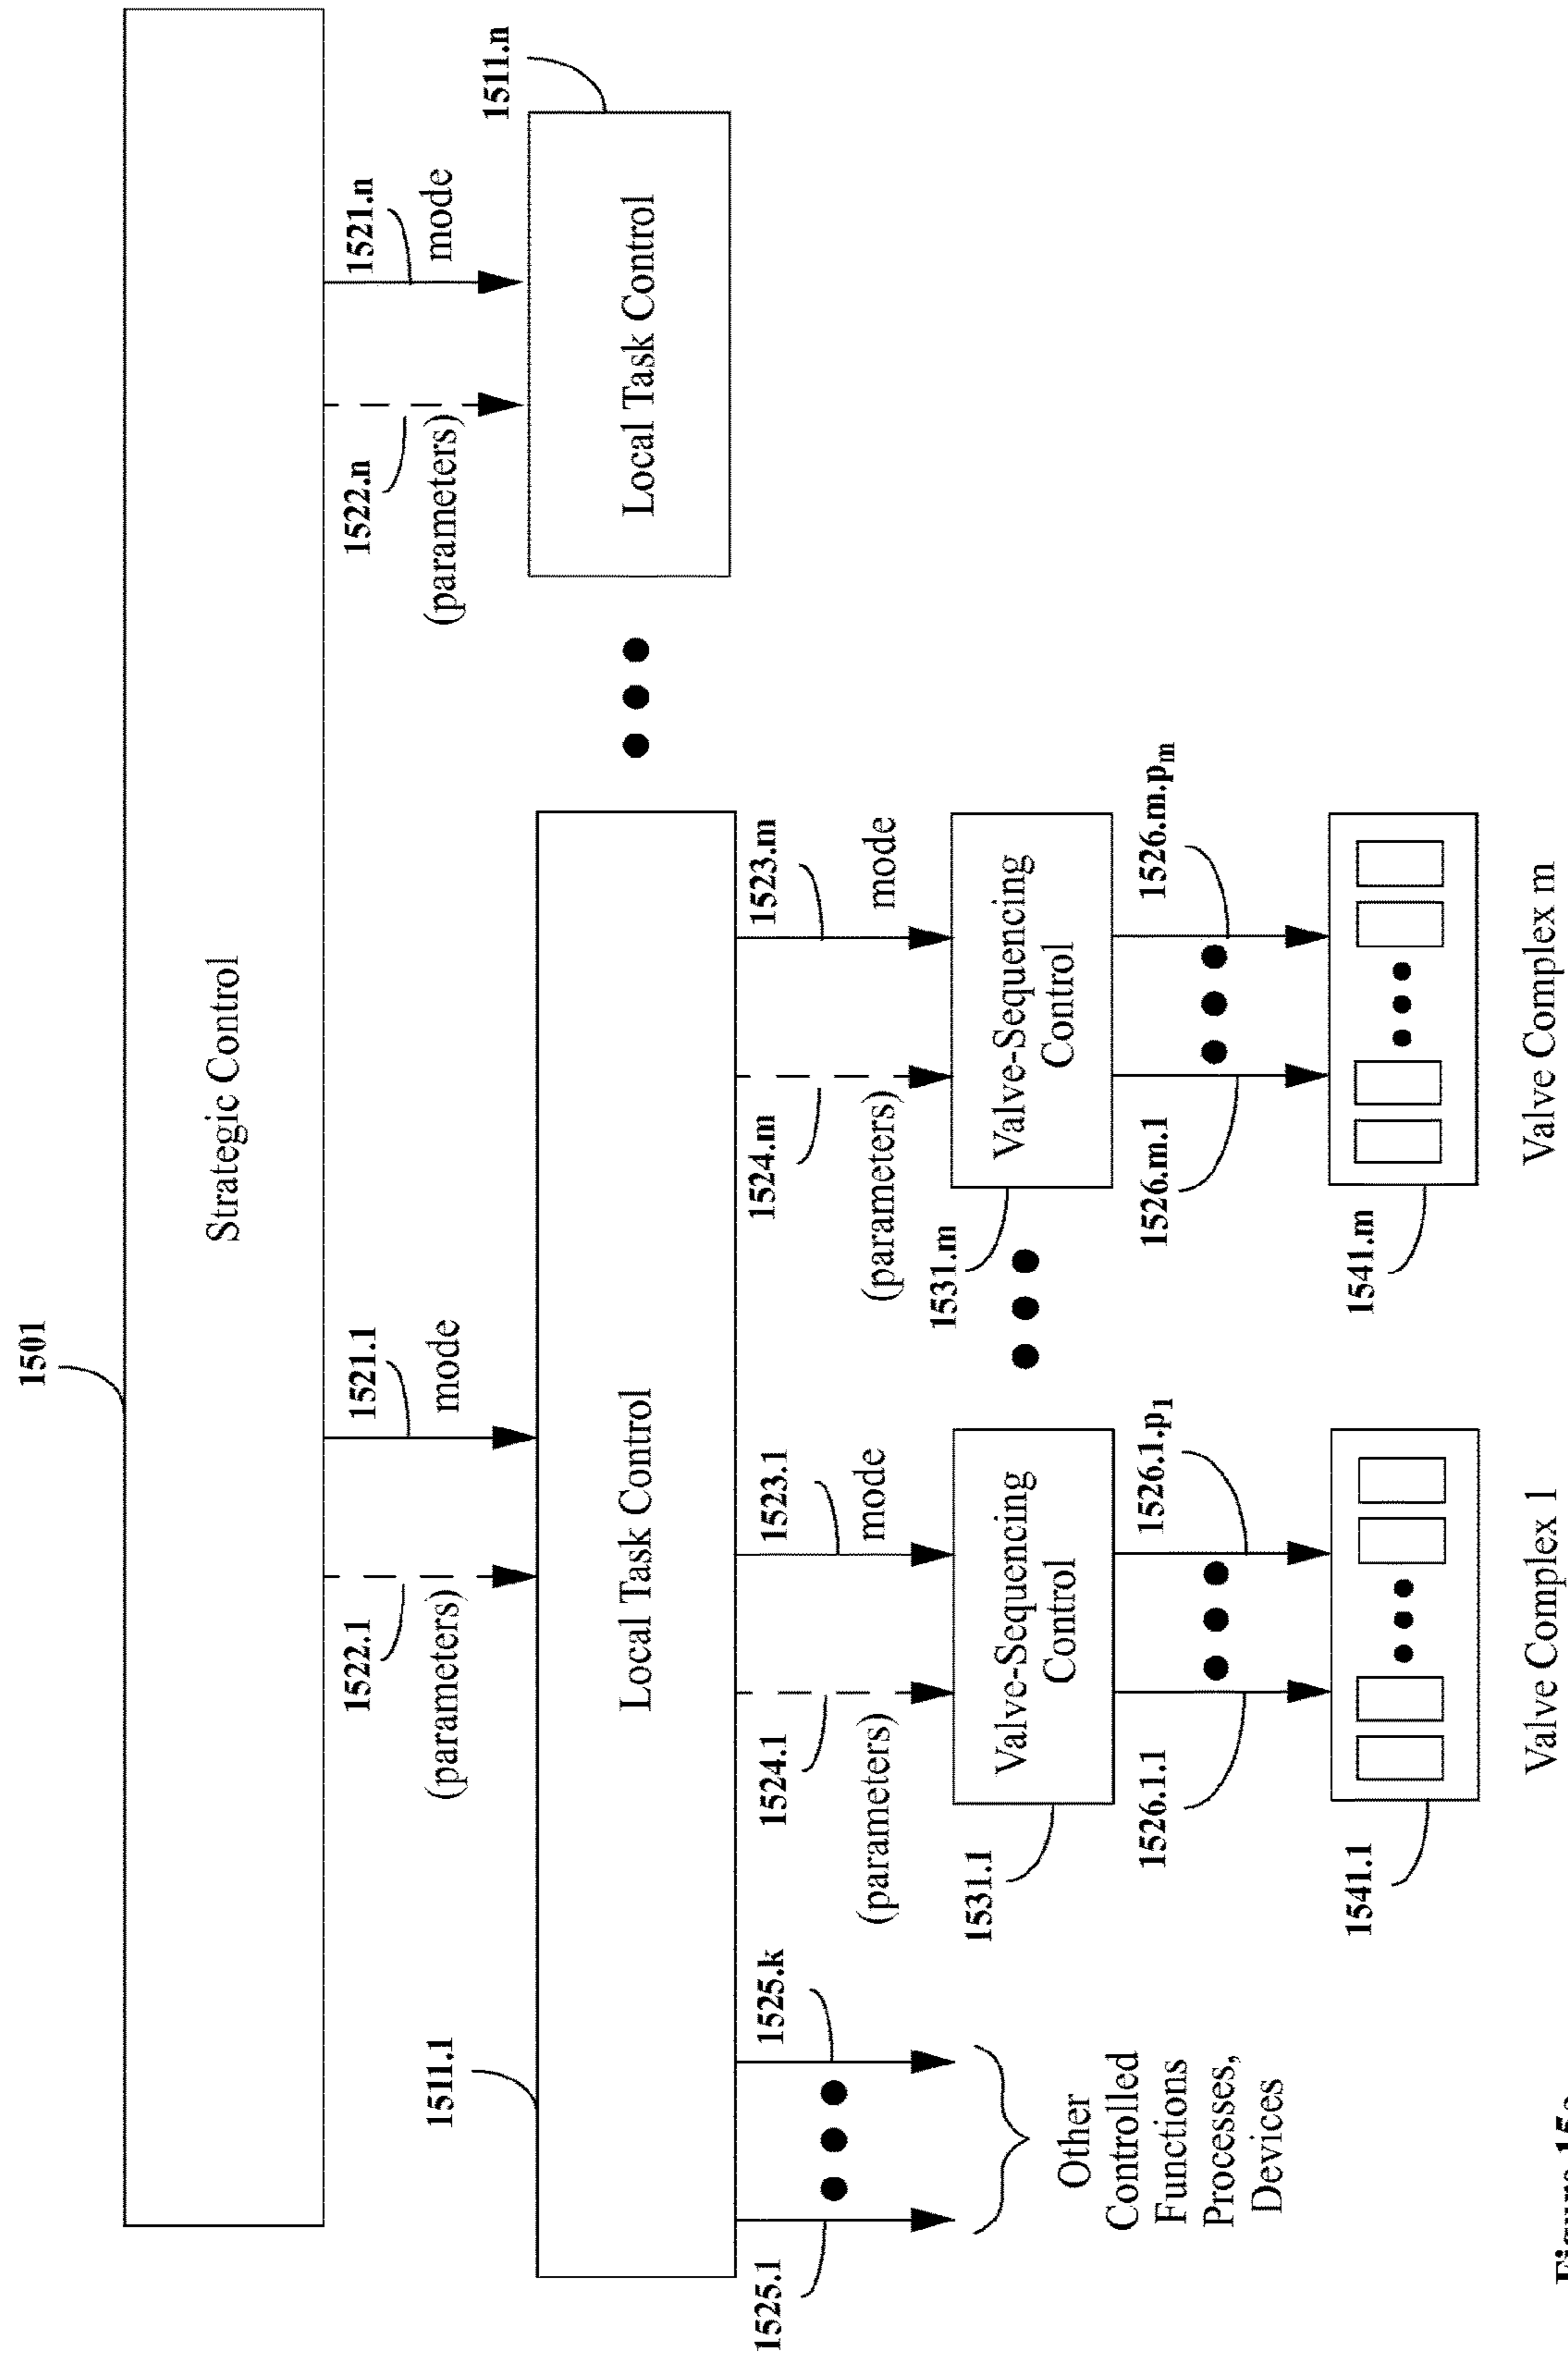 1501
Strategic Control
1522.1
1521.1
1522.n
1521.n
(parameters)
mode
(parameters)
mode
1511.1
1511.n
Local Task Control
Local Task Control
1525.1
1525.k
1524.1
1523.1
1524.m
1523.m
(parameters)
mode
(parameters)
mode
1531.1
1531.m
Other
Controlled
Functions
Processes,
Devices
Valve-Sequencing
Control
Valve-Sequencing
Control
1526.1.1
1526.1.p1
1526.m.1
1526.m.pm
1541.1
1541.m
Valve Complex 1
Valve Complex m